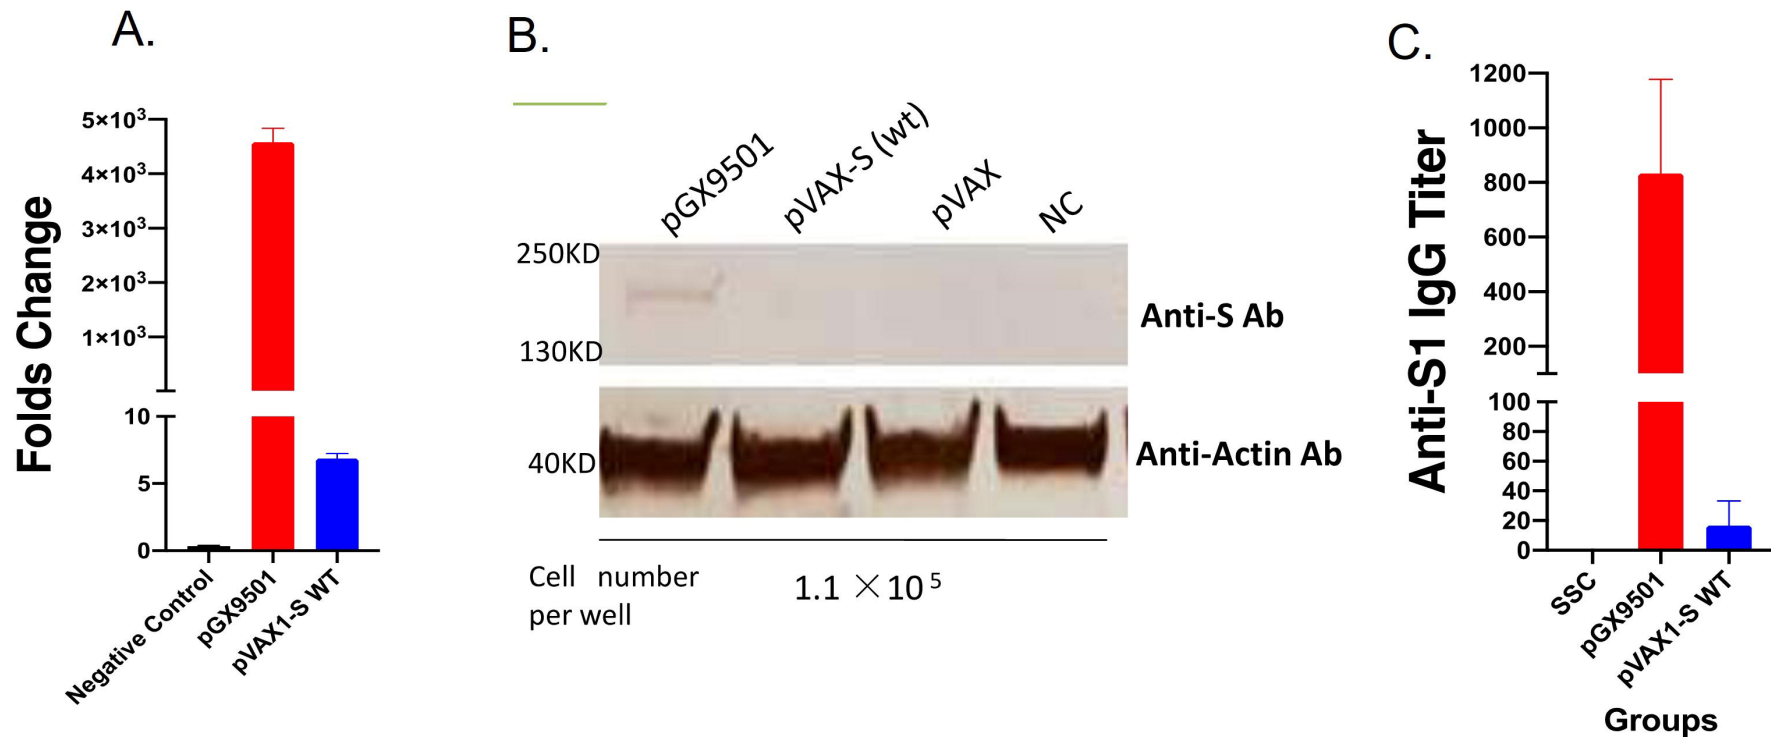 A.
Folds Change
5×10³
4×10³
3×10³
2×10³
1×10³
10
5
0
Negative Control
pGX9501
pVAX1-S WT
B.
pGX9501
pVAX-S (wt)
pVAX
NC
250KD
130KD
Anti-S Ab
40KD
Anti-Actin Ab
Cell number
per well
1.1 ×10⁵
C.
Anti-S1 IgG Titer
1200
1000
800
600
400
200
100
80
60
40
20
0
SSC
pGX9501
pVAX1-S WT
Groups